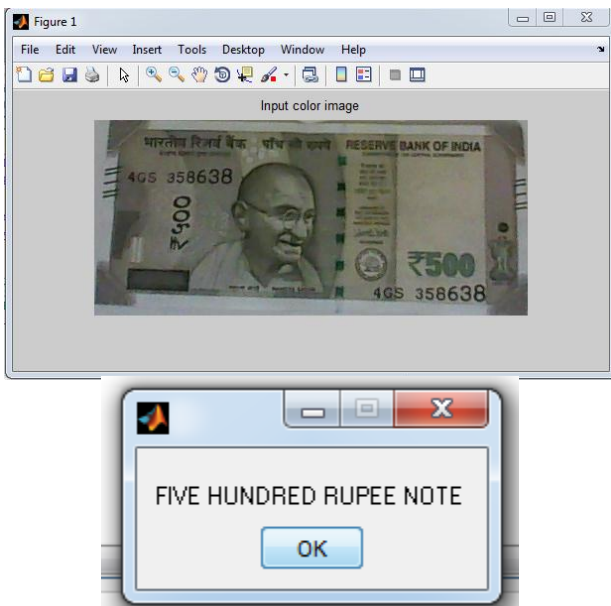 Figure 1
File Edit View Insert Tools Desktop Window Help
Input color image
भारतीय रिज़र्व बैंक पाँच सौ रुपये RESERVE BANK OF INDIA
4GS 358638
₹500
₹500
4GS 358638
FIVE HUNDRED RUPEE NOTE
OK